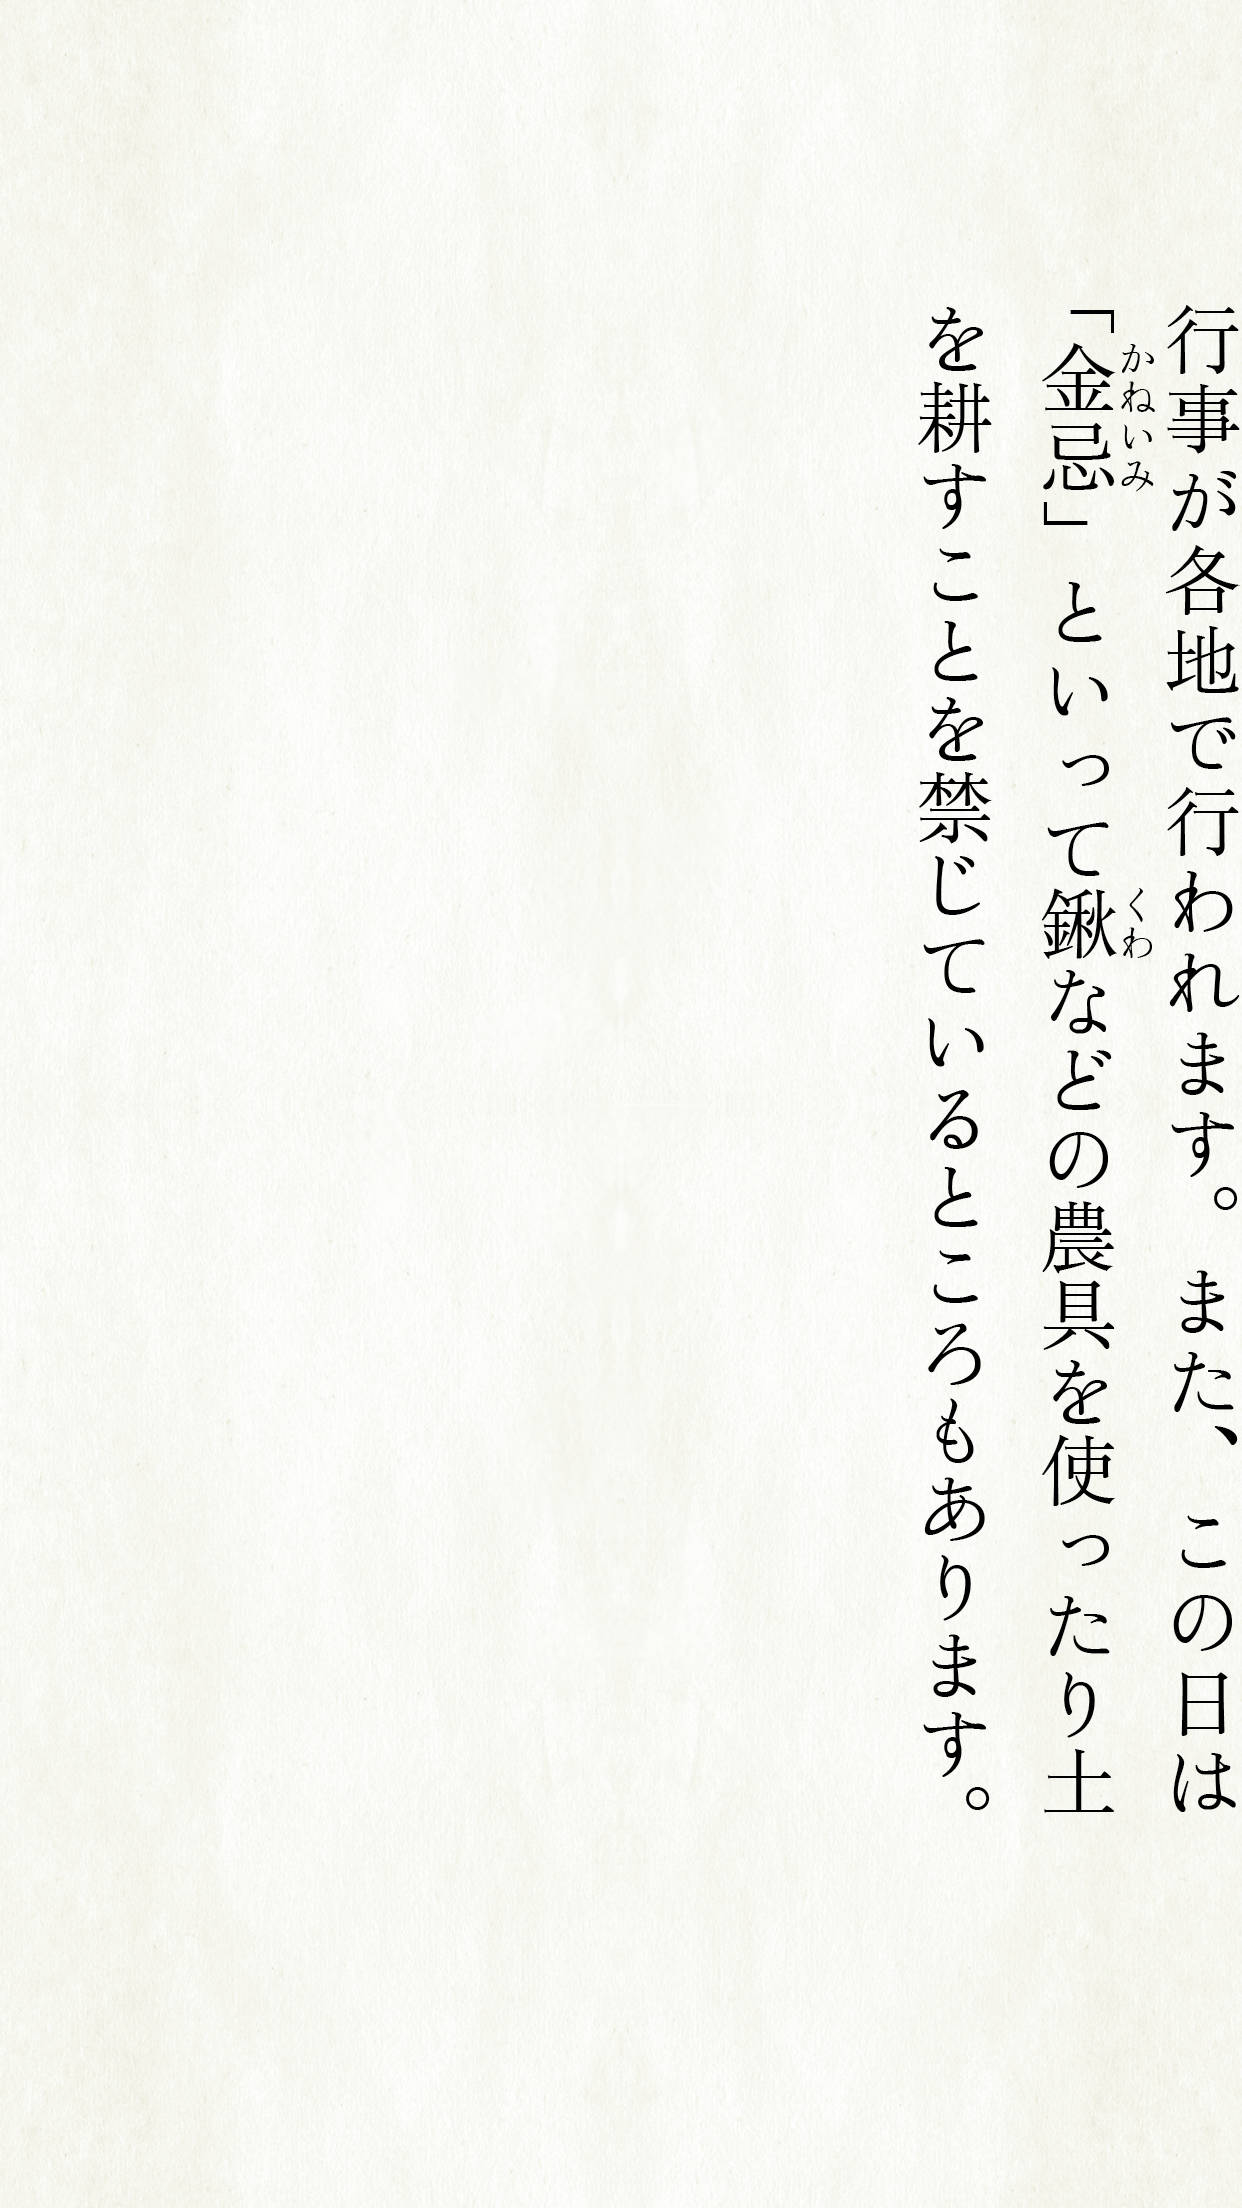 行事が各地で行われます。また、この日は
「金忌」といって鍬などの農具を使ったり土
かねいみ
くわ
を耕すことを禁じているところもあります。